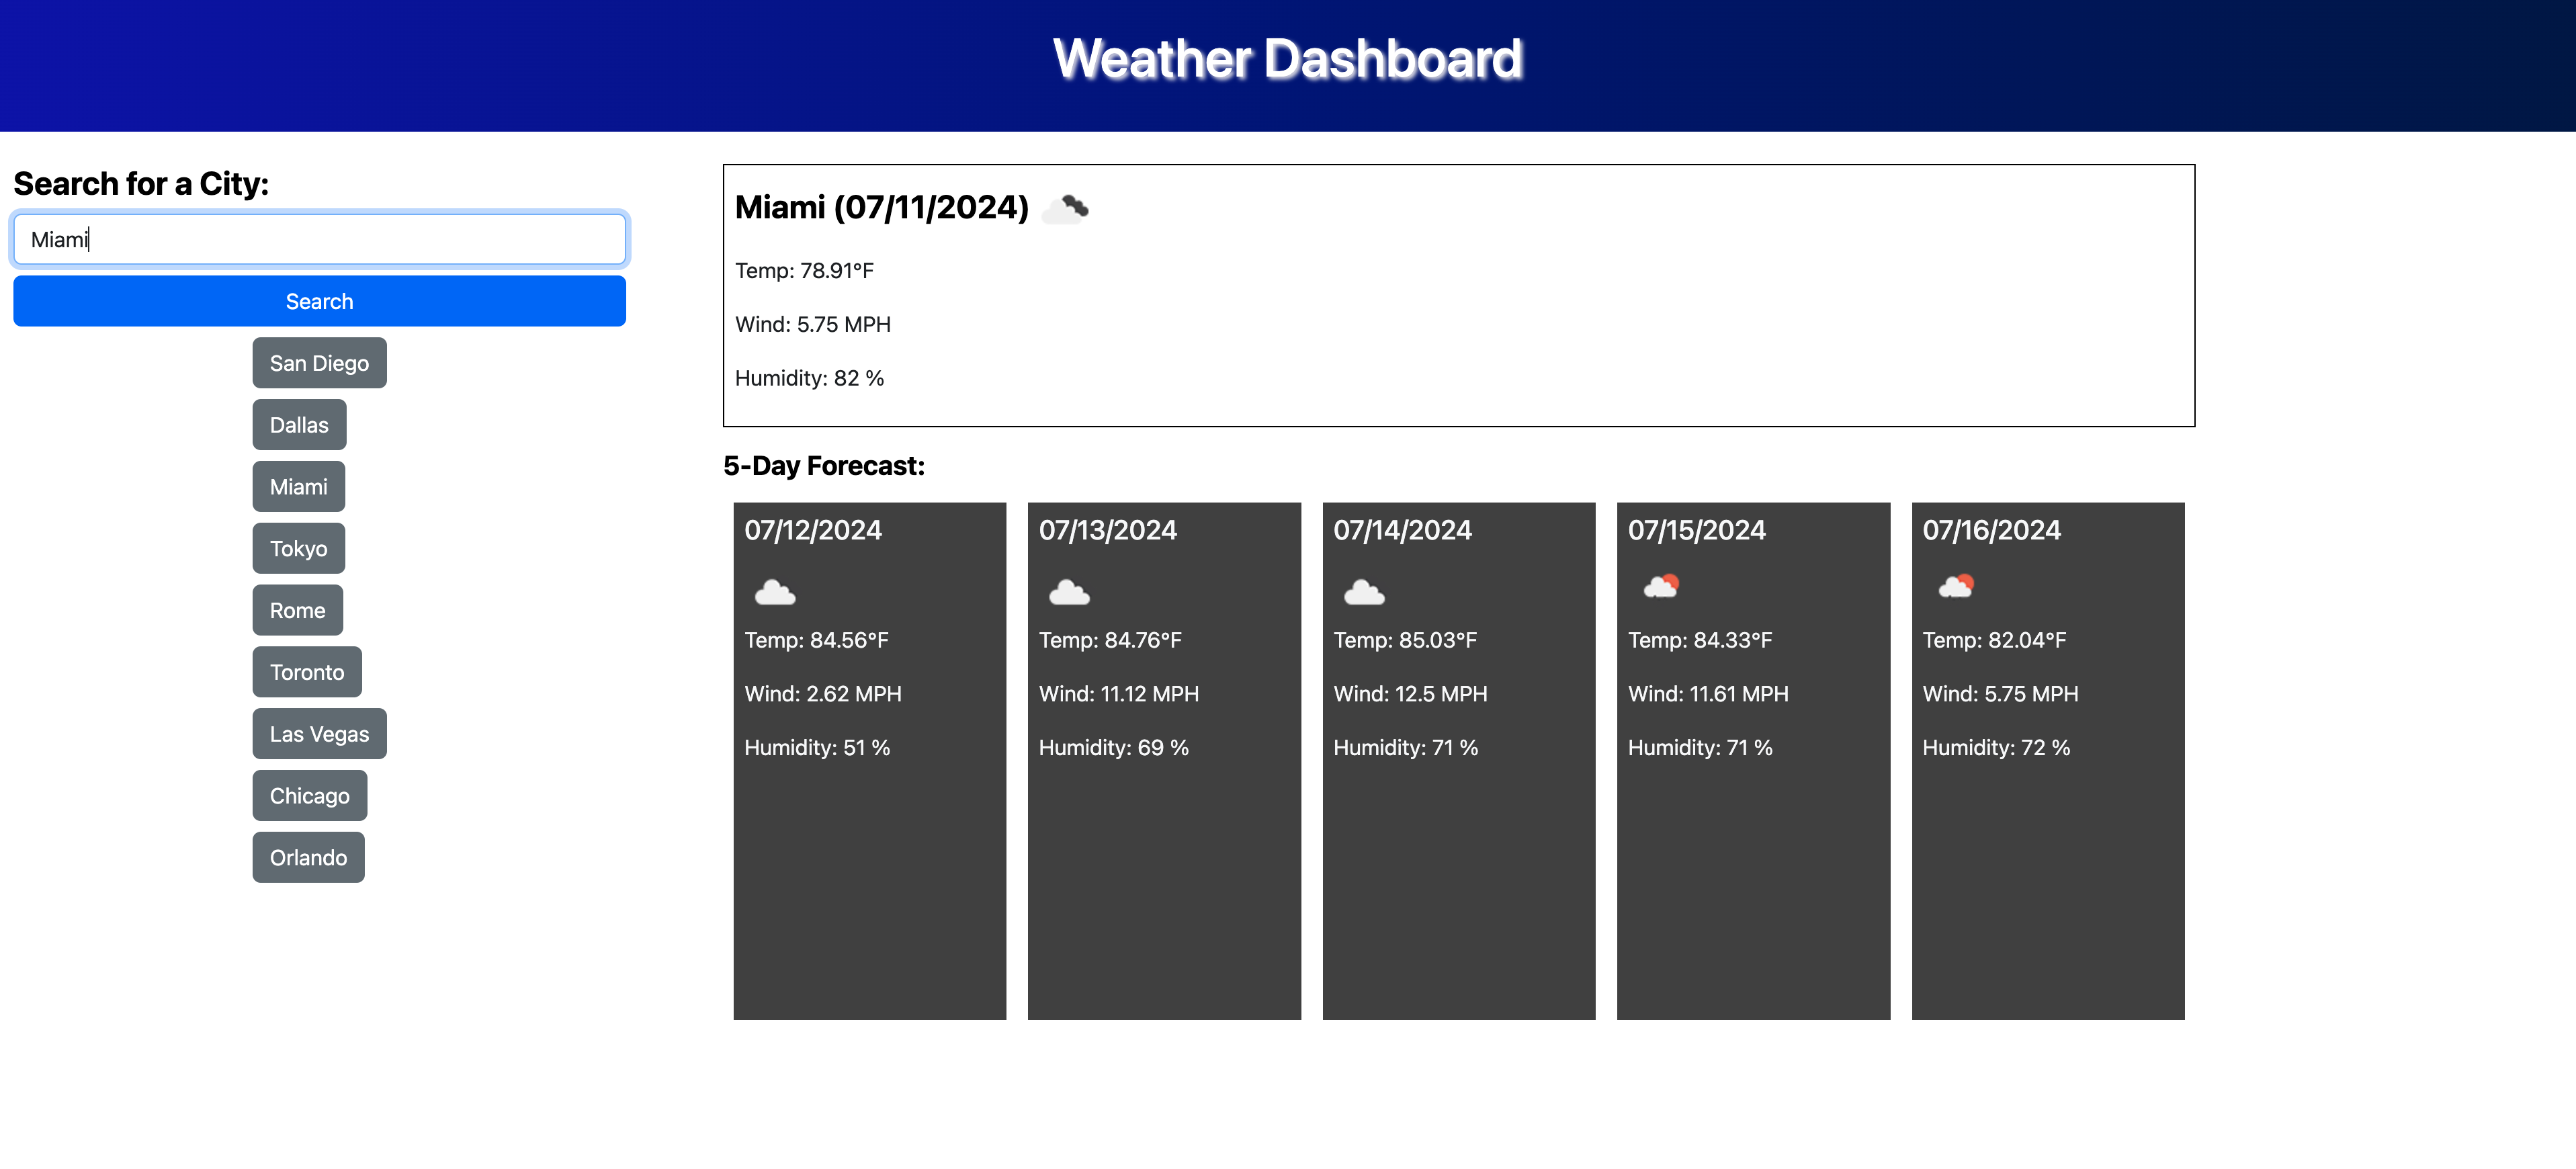 Weather Dashboard
Search for a City:
Miami
Search
San Diego
Dallas
Miami
Tokyo
Rome
Toronto
Las Vegas
Chicago
Orlando
Miami (07/11/2024)
Temp: 78.91°F
Wind: 5.75 MPH
Humidity: 82 %
5-Day Forecast:
07/12/2024
Temp: 84.56°F
Wind: 2.62 MPH
Humidity: 51 %
07/13/2024
Temp: 84.76°F
Wind: 11.12 MPH
Humidity: 69 %
07/14/2024
Temp: 85.03°F
Wind: 12.5 MPH
Humidity: 71 %
07/15/2024
Temp: 84.33°F
Wind: 11.61 MPH
Humidity: 71 %
07/16/2024
Temp: 82.04°F
Wind: 5.75 MPH
Humidity: 72 %